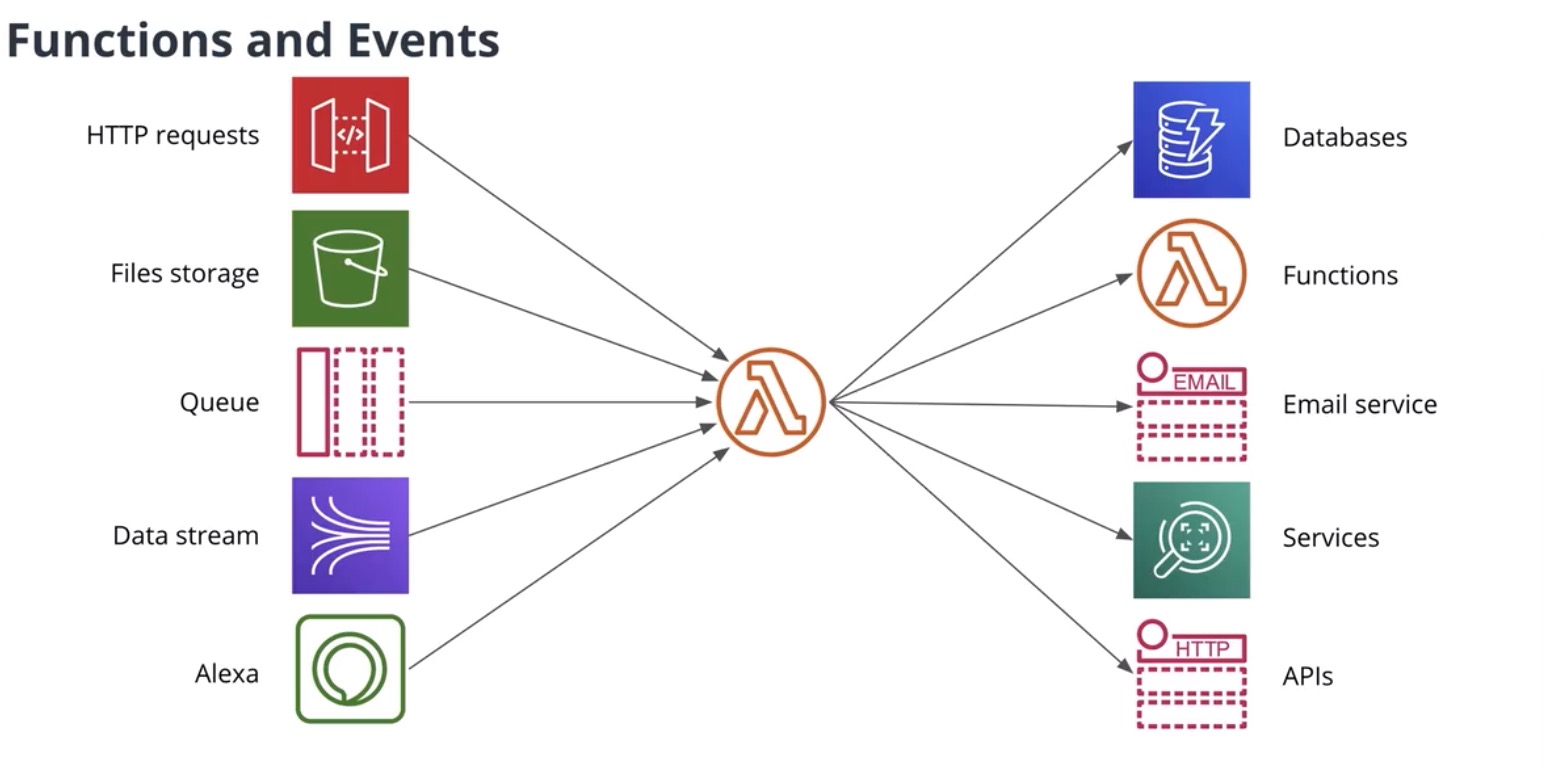 Functions and Events
HTTP requests
Files storage
Queue
Data stream
Alexa
</>
Databases
Functions
EMAIL
Email service
Services
HTTP
APIs